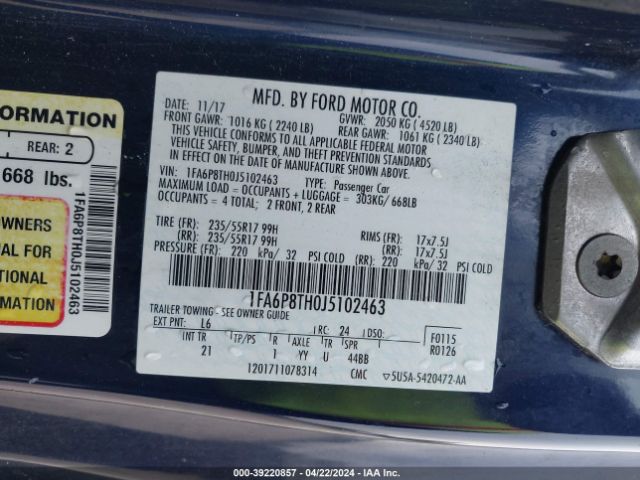 MFD. BY FORD MOTOR CO.
DATE: 11/17 GVWR: 2050 KG (4520 LB)
FRONT GAWR: 1016 KG (2240 LB) REAR GAWR: 1061 KG (2340 LB)
THIS VEHICLE CONFORMS TO ALL APPLICABLE FEDERAL MOTOR
VEHICLE SAFETY, BUMPER, AND THEFT PREVENTION STANDARDS
IN EFFECT ON THE DATE OF MANUFACTURE SHOWN ABOVE.
VIN: 1FA6P8TH0J5102463 TYPE: Passenger Car
MAXIMUM LOAD = OCCUPANTS + LUGGAGE = 303KG/668LB
OCCUPANTS = 4 TOTAL: 2 FRONT, 2 REAR
TIRE (FR): 235/55R17 99H RIMS (FR): 17x7.5J
(RR): 235/55R17 99H (RR): 17x7.5J
PRESSURE (FR): 220 kPa/ 32 PSI COLD (RR): 220 kPa/ 32 PSI COLD
1FA6P8TH0J5102463
TRAILER TOWING - SEE OWNER GUIDE
EXT PNT: L6 RC: 24 DSO: F0115
INT TR TP/PS R AXLE TR SPR R0126
21 1 YY U 44BB
1201711078314 CMC 5U5A-5420472-AA
FORMATION
REAR: 2
668 lbs.
OWNERS
UAL FOR
TIONAL
MATION
1FA6P8TH0J5102463
000-39220857 - 04/22/2024 - IAA Inc.